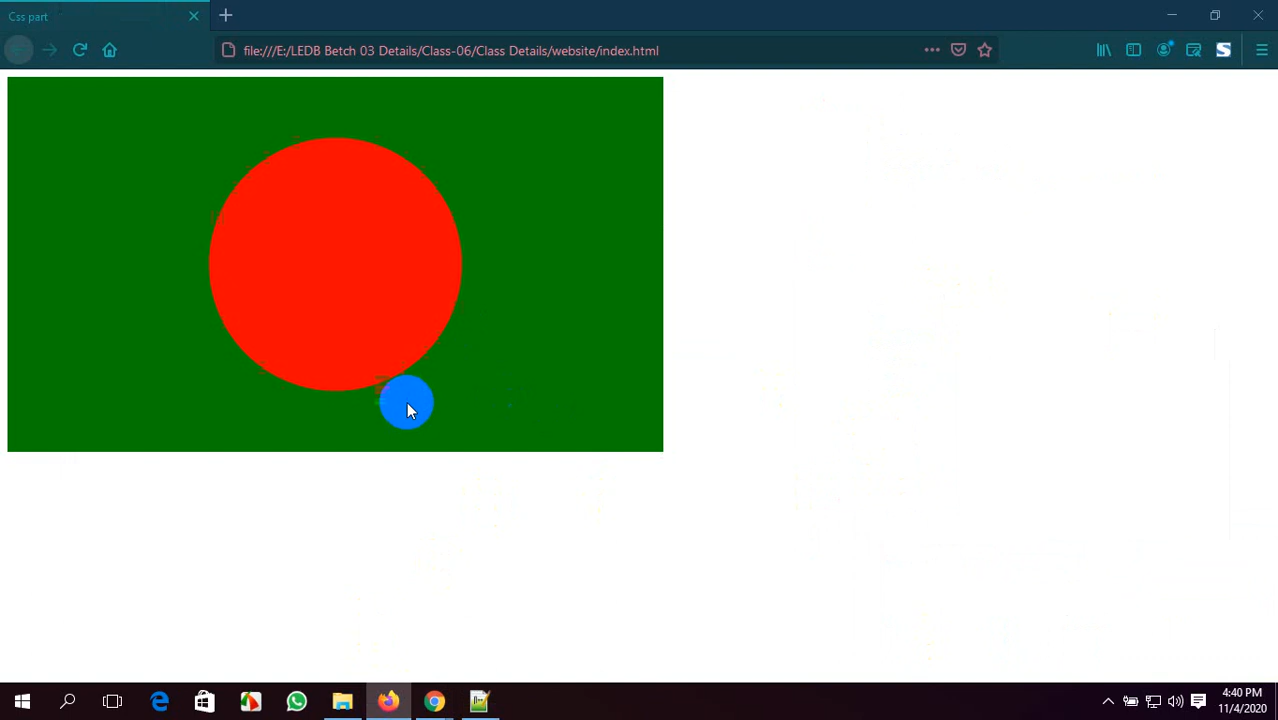 Css part
file:///E:/LEDB Betch 03 Details/Class-06/Class Details/website/index.html
4:40 PM
11/4/2020